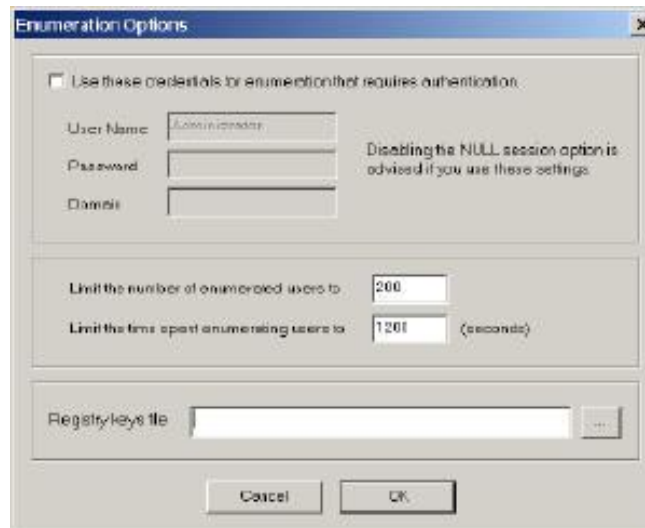 Enumeration Options
Use these credentials for enumeration that requires authentication
User Name
Administrator
Password
Domain
Disabling the NULL session option is
advised if you use these settings
Limit the number of enumerated users to 200
Limit the time spent enumerating users to 1200 (seconds)
Registry keys file ...
Cancel OK